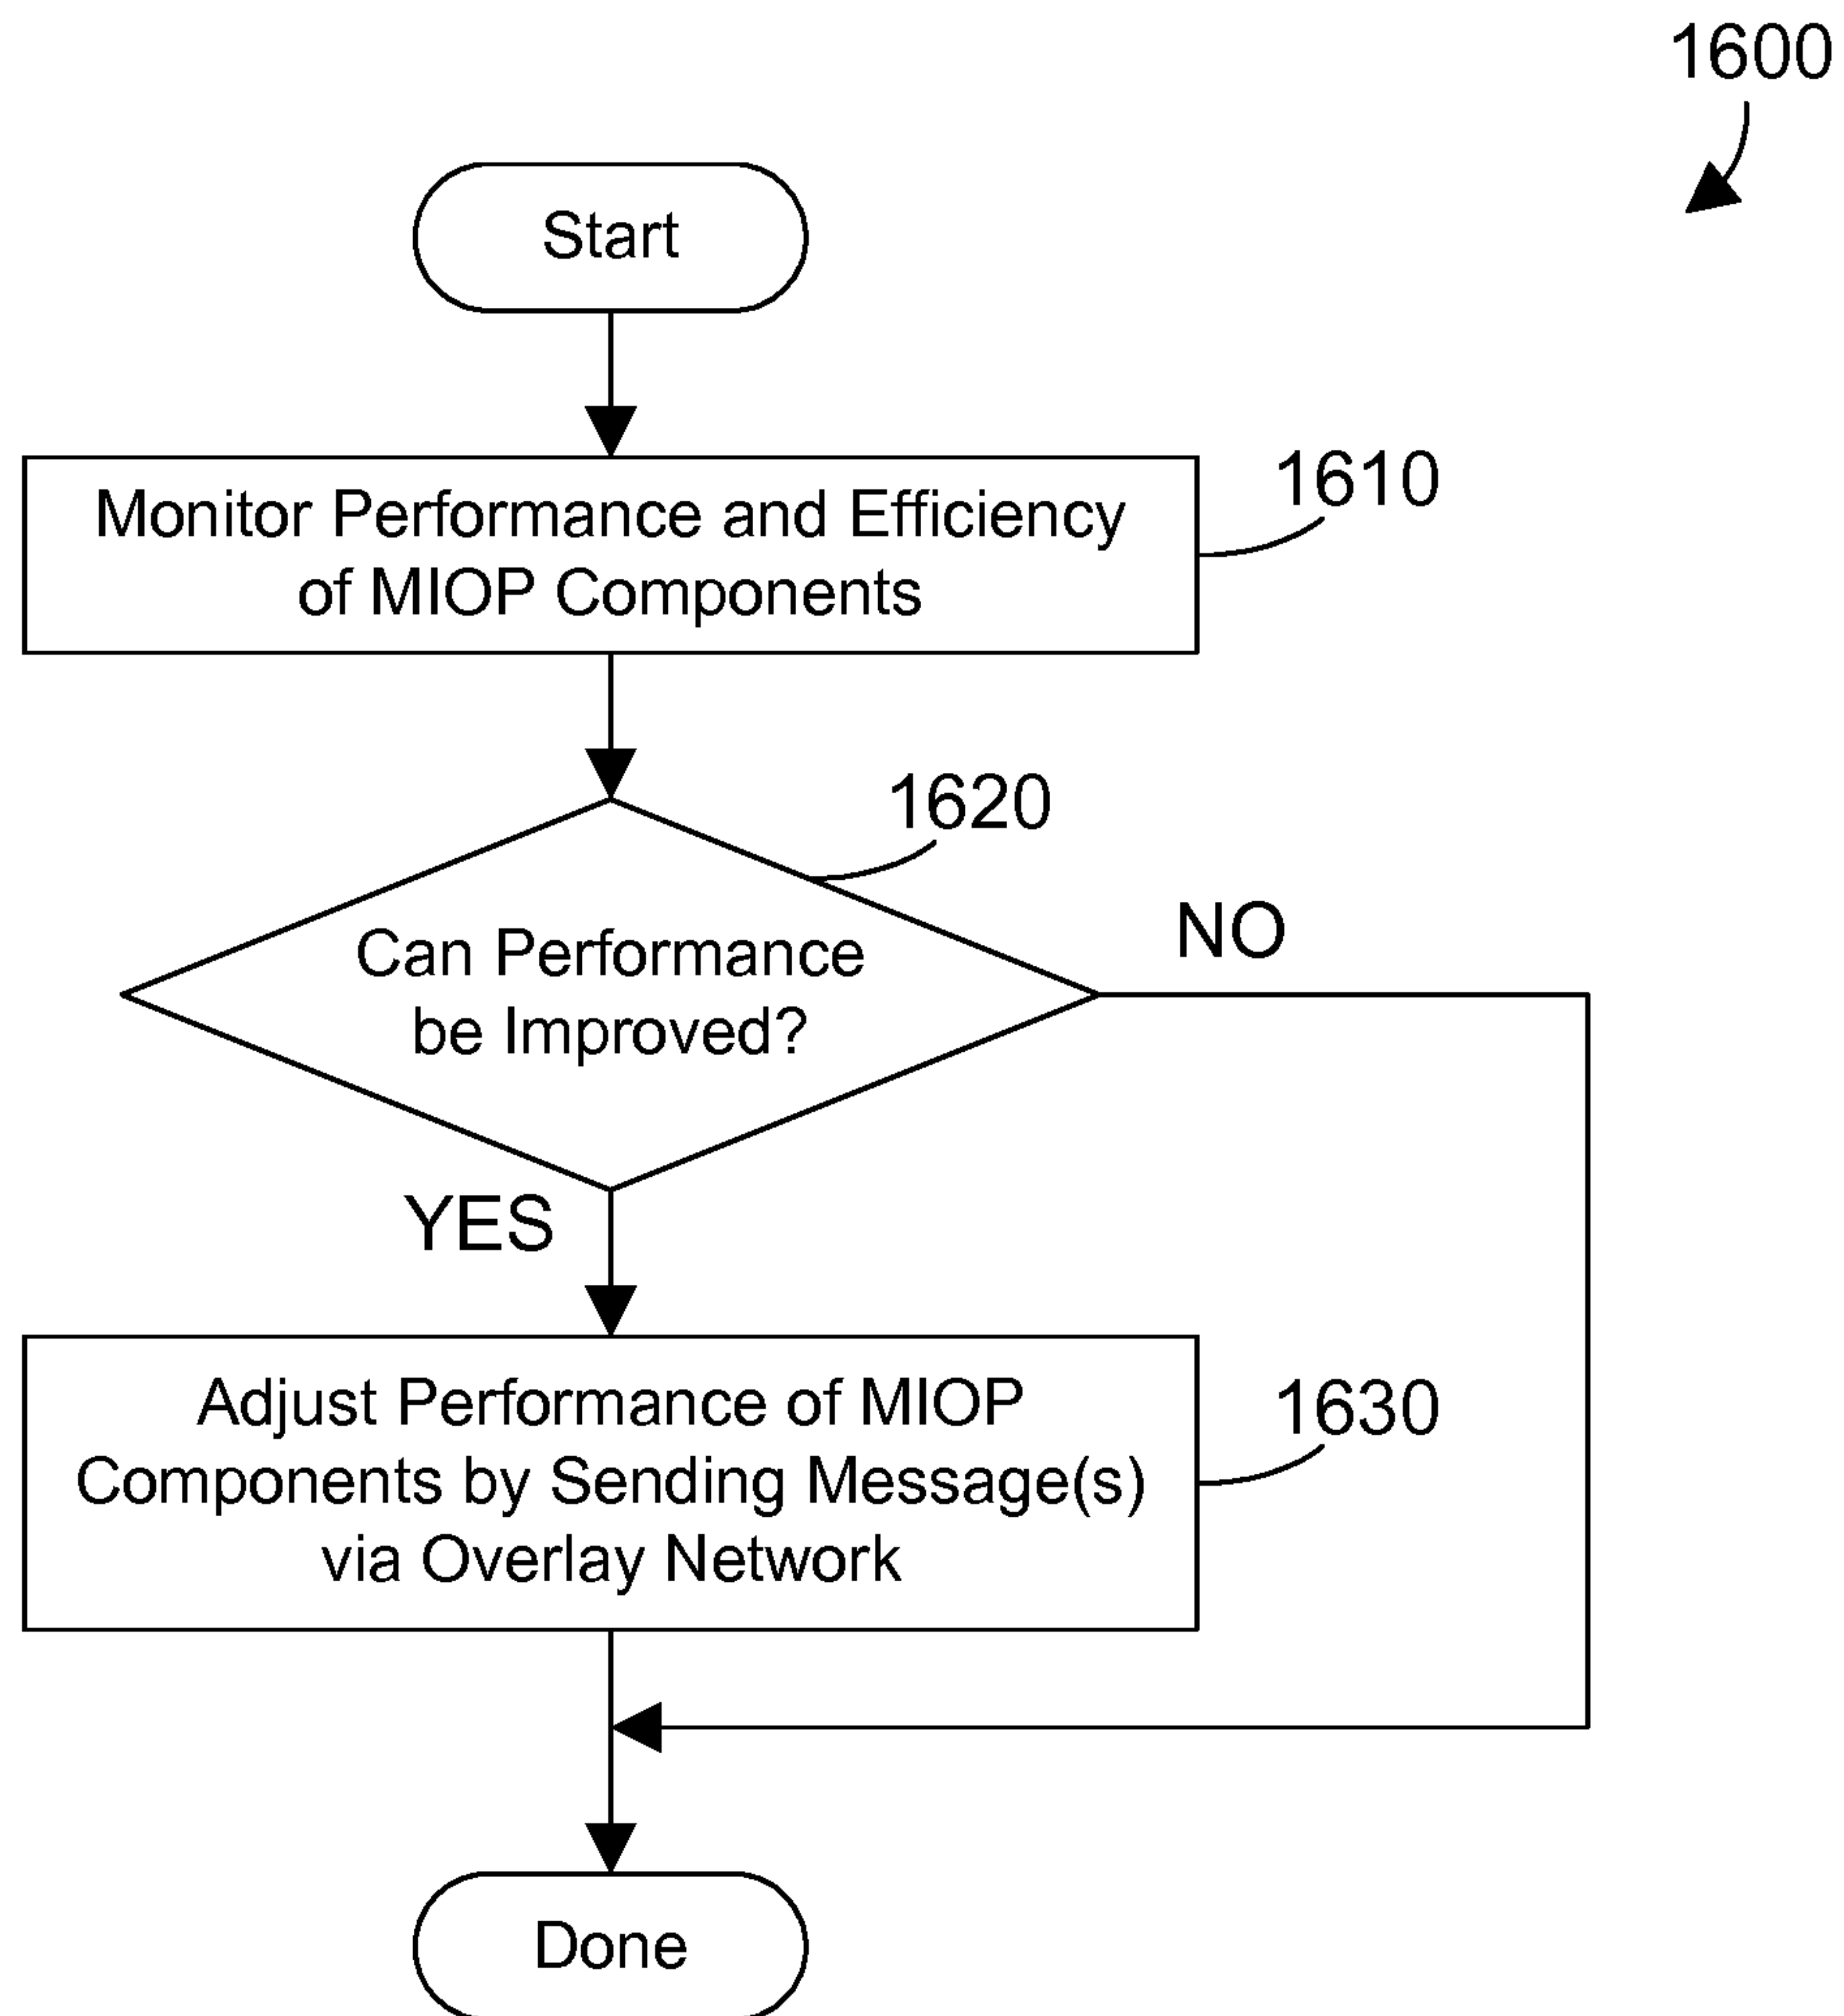 1600
Start
Monitor Performance and Efficiency
of MIOP Components
1610
1620
Can Performance
be Improved?
NO
YES
Adjust Performance of MIOP
Components by Sending Message(s)
via Overlay Network
1630
Done